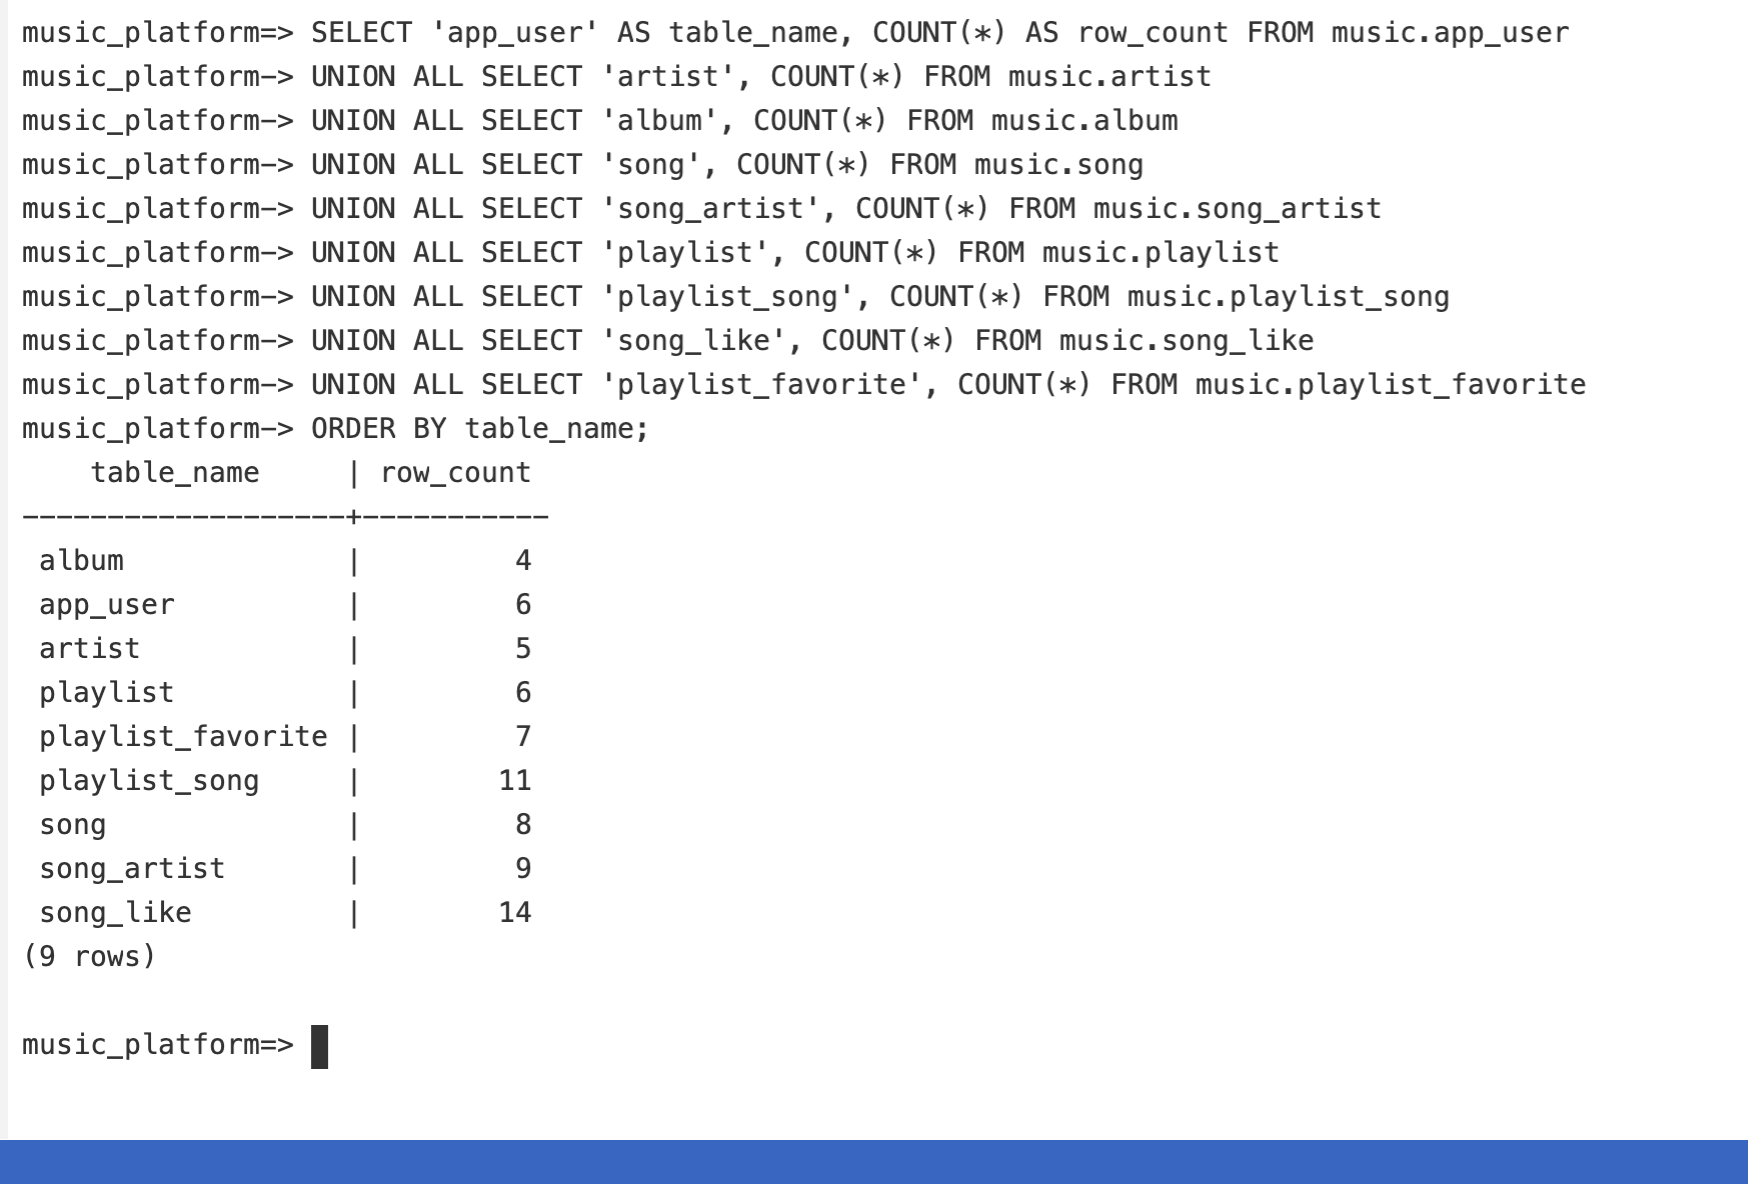 music_platform=> SELECT 'app_user' AS table_name, COUNT(*) AS row_count FROM music.app_user
music_platform-> UNION ALL SELECT 'artist', COUNT(*) FROM music.artist
music_platform-> UNION ALL SELECT 'album', COUNT(*) FROM music.album
music_platform-> UNION ALL SELECT 'song', COUNT(*) FROM music.song
music_platform-> UNION ALL SELECT 'song_artist', COUNT(*) FROM music.song_artist
music_platform-> UNION ALL SELECT 'playlist', COUNT(*) FROM music.playlist
music_platform-> UNION ALL SELECT 'playlist_song', COUNT(*) FROM music.playlist_song
music_platform-> UNION ALL SELECT 'song_like', COUNT(*) FROM music.song_like
music_platform-> UNION ALL SELECT 'playlist_favorite', COUNT(*) FROM music.playlist_favorite
music_platform-> ORDER BY table_name;
    table_name     | row_count
-------------------+-----------
 album             |         4
 app_user          |         6
 artist            |         5
 playlist          |         6
 playlist_favorite |         7
 playlist_song     |        11
 song              |         8
 song_artist       |         9
 song_like         |        14
(9 rows)
music_platform=>